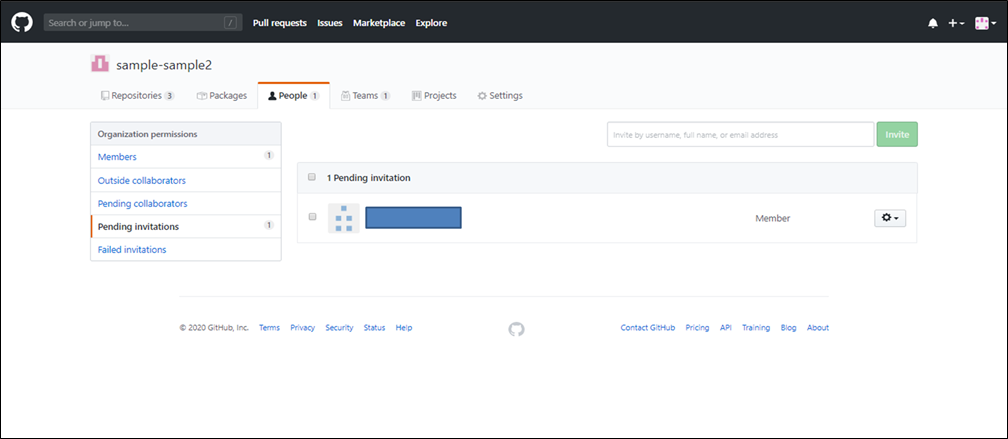 Search or jump to... / Pull requests Issues Marketplace Explore
sample-sample2
Repositories 3 Packages People 1 Teams 1 Projects Settings
Organization permissions
Members 1
Outside collaborators
Pending collaborators
Pending invitations 1
Failed invitations
Invite by username, full name, or email address Invite
1 Pending invitation
Member
© 2020 GitHub, Inc. Terms Privacy Security Status Help Contact GitHub Pricing API Training Blog About